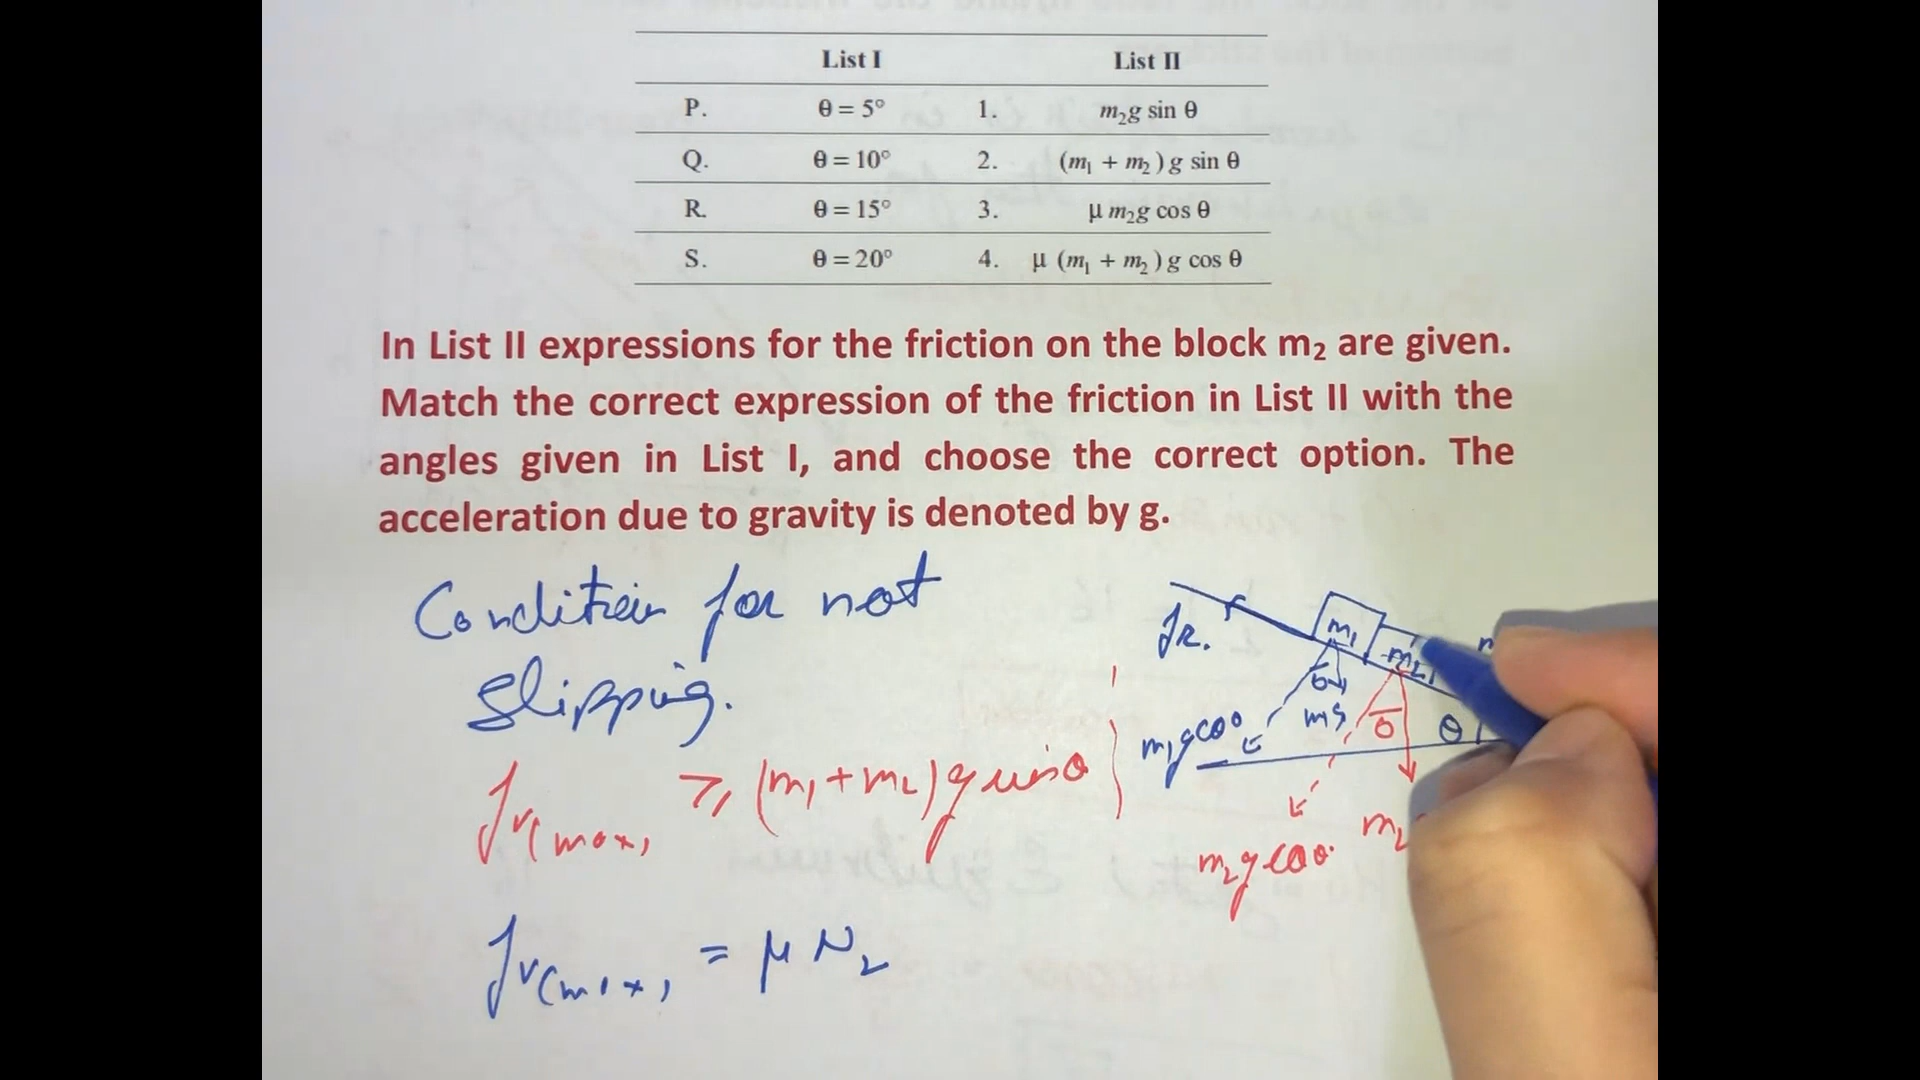 List I List II
P. θ = 5° 1. m₂g sin θ
Q. θ = 10° 2. (m₁ + m₂) g sin θ
R. θ = 15° 3. μ m₂g cos θ
S. θ = 20° 4. μ (m₁ + m₂) g cos θ
In List II expressions for the friction on the block m₂ are given.
Match the correct expression of the friction in List II with the
angles given in List I, and choose the correct option. The
acceleration due to gravity is denoted by g.
Condition for not
slipping.
fr(max) ⩾ (m₁+m₂)g sinθ
fr(max) = μ N₂
fr.
m₁
m₂
θ
m₁g cosθ
θ
θ
m₂g cosθ
m₂